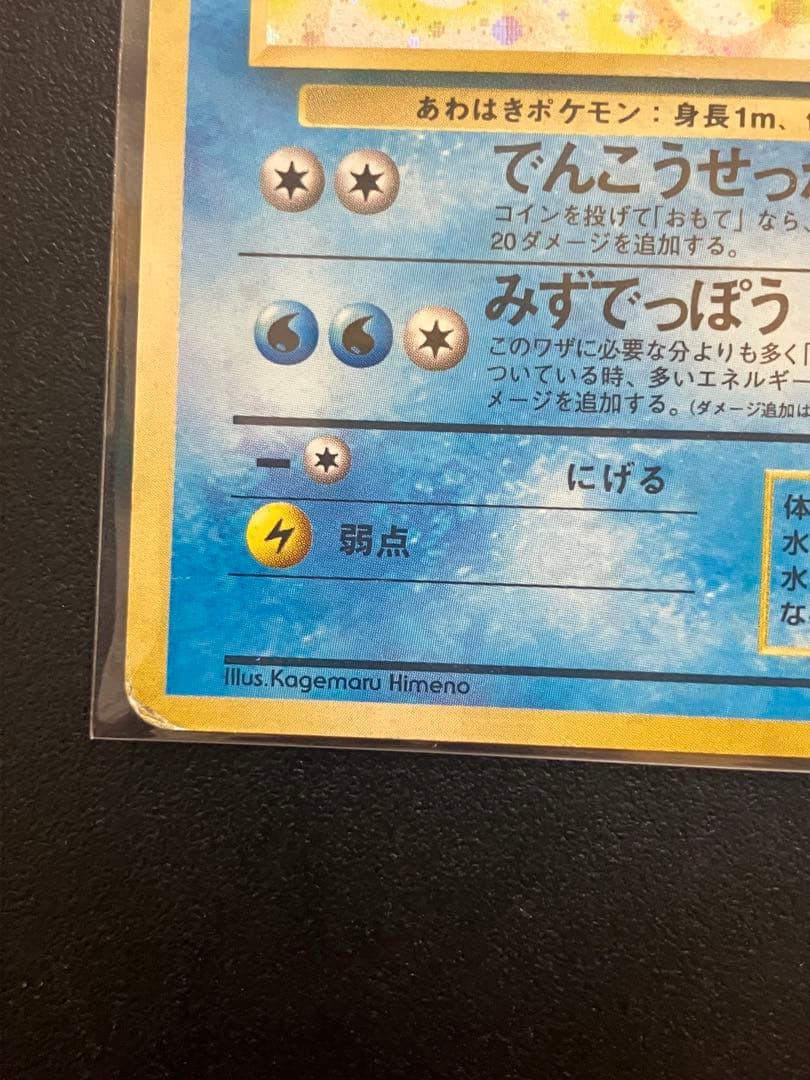 あわはきポケモン：身長1m、
でんこうせっ
コインを投げて「おもて」なら、
20ダメージを追加する。
みずでっぽう
このワザに必要な分よりも多く「
ついている時、多いエネルギー
メージを追加する。(ダメージ追加は
にげる
弱点
体
水
水
な
Illus.Kagemaru Himeno